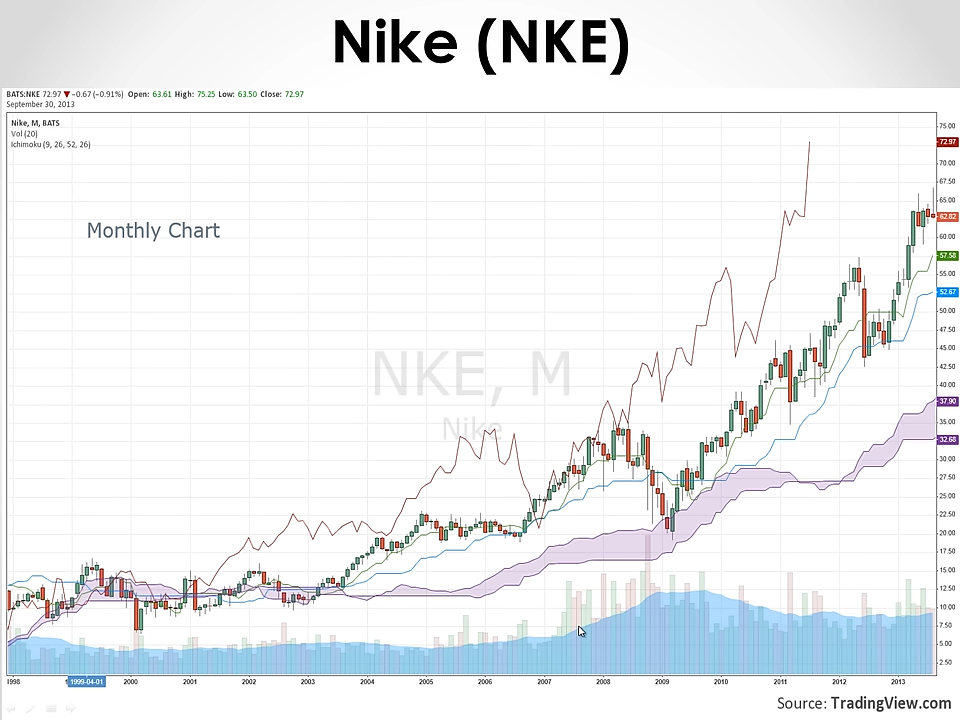 Nike (NKE)
BATS:NKE 72.97 ▼ −0.67 (−0.91%) Open: 63.61 High: 75.25 Low: 63.50 Close: 72.97
September 30, 2013
Nike, M, BATS
Vol (20)
Ichimoku (9, 26, 52, 26)
Monthly Chart
NKE, M
Nike
75.00
72.97
70.00
67.50
65.00
62.82
60.00
57.58
55.00
52.67
50.00
47.50
45.00
42.50
40.00
37.90
35.00
32.68
30.00
27.50
25.00
22.50
20.00
17.50
15.00
12.50
10.00
7.50
5.00
2.50
1998 1999-04-01 2000 2001 2002 2003 2004 2005 2006 2007 2008 2009 2010 2011 2012 2013
Source: TradingView.com